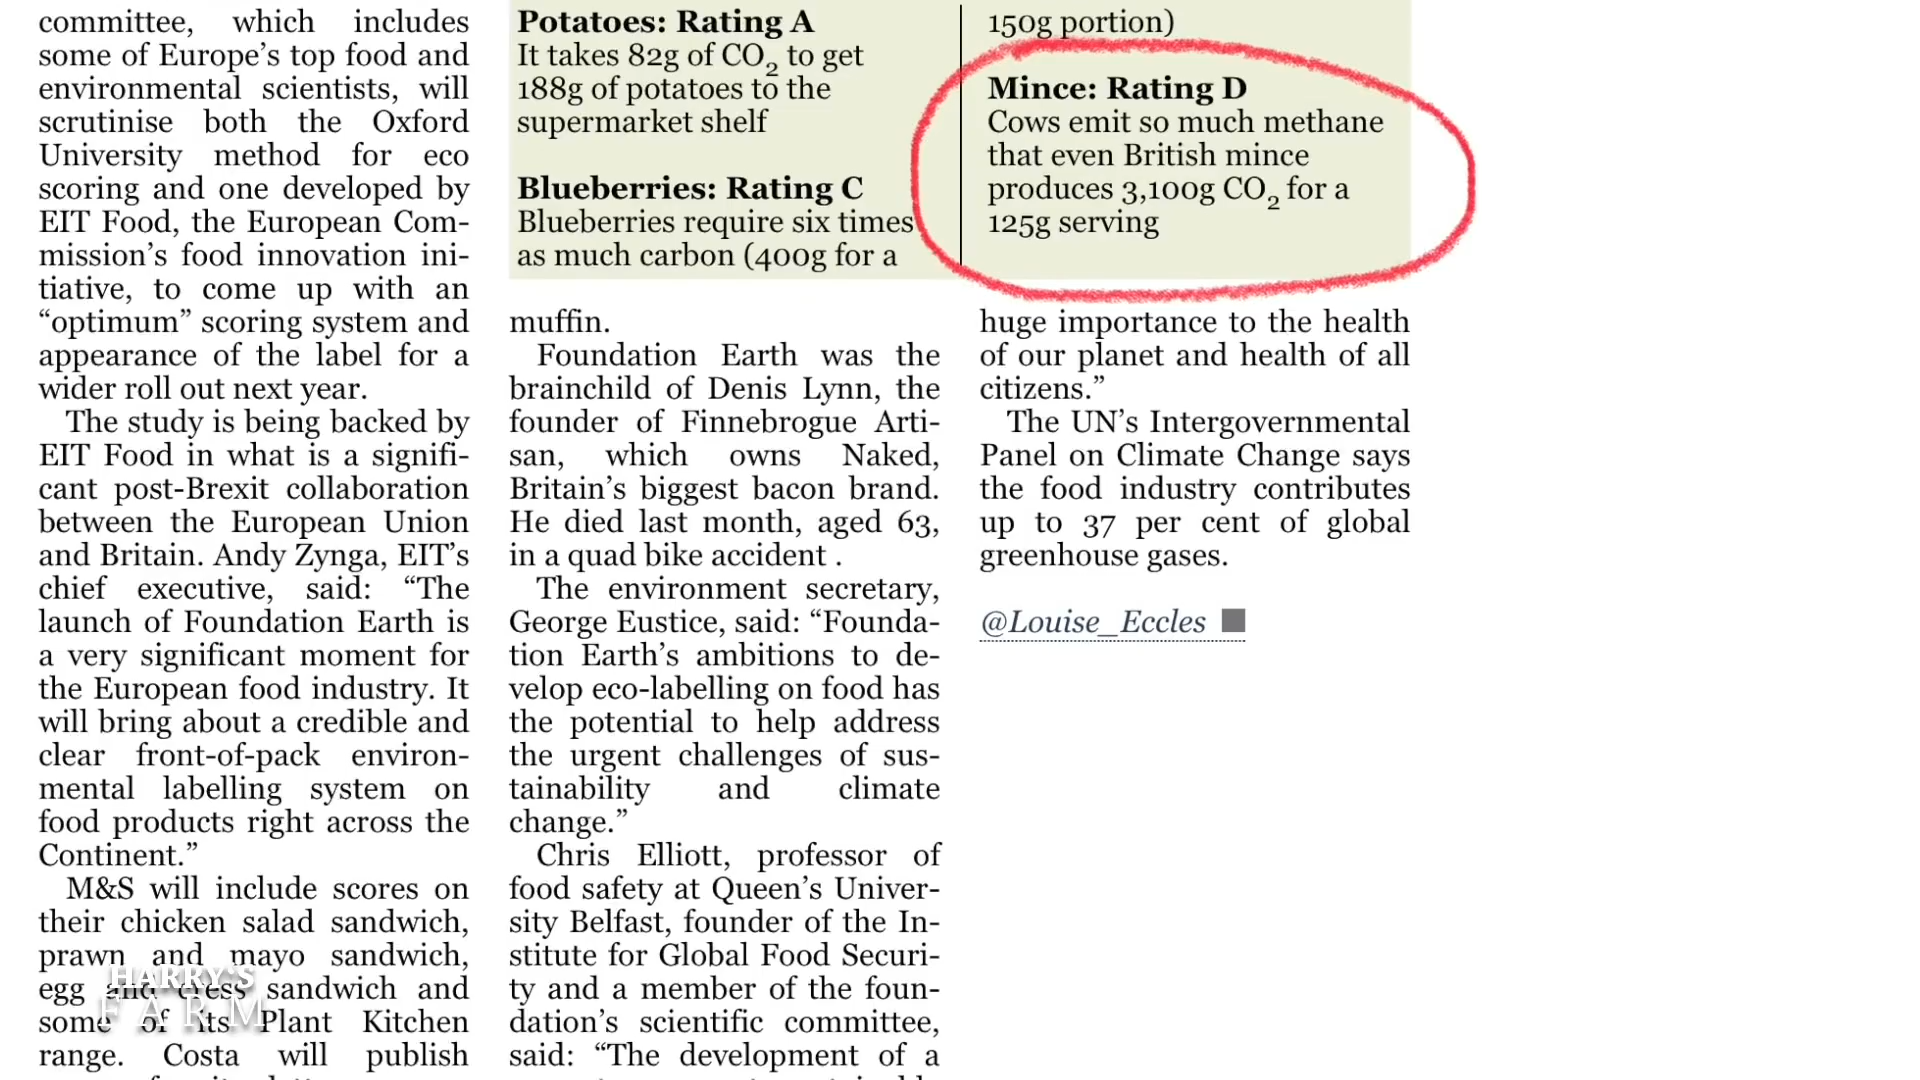 committee, which includes
some of Europe’s top food and
environmental scientists, will
scrutinise both the Oxford
University method for eco
scoring and one developed by
EIT Food, the European Com-
mission’s food innovation ini-
tiative, to come up with an
“optimum” scoring system and
appearance of the label for a
wider roll out next year.
The study is being backed by
EIT Food in what is a signifi-
cant post-Brexit collaboration
between the European Union
and Britain. Andy Zynga, EIT’s
chief executive, said: “The
launch of Foundation Earth is
a very significant moment for
the European food industry. It
will bring about a credible and
clear front-of-pack environ-
mental labelling system on
food products right across the
Continent.”
M&S will include scores on
their chicken salad sandwich,
prawn and mayo sandwich,
egg and cress sandwich and
some of its Plant Kitchen
range. Costa will publish
Potatoes: Rating A
It takes 82g of CO₂ to get
188g of potatoes to the
supermarket shelf
Blueberries: Rating C
Blueberries require six times
as much carbon (400g for a
150g portion)
Mince: Rating D
Cows emit so much methane
that even British mince
produces 3,100g CO₂ for a
125g serving
muffin.
Foundation Earth was the
brainchild of Denis Lynn, the
founder of Finnebrogue Arti-
san, which owns Naked,
Britain’s biggest bacon brand.
He died last month, aged 63,
in a quad bike accident .
The environment secretary,
George Eustice, said: “Founda-
tion Earth’s ambitions to de-
velop eco-labelling on food has
the potential to help address
the urgent challenges of sus-
tainability and climate
change.”
Chris Elliott, professor of
food safety at Queen’s Univer-
sity Belfast, founder of the In-
stitute for Global Food Securi-
ty and a member of the foun-
dation’s scientific committee,
said: “The development of a
huge importance to the health
of our planet and health of all
citizens.”
The UN’s Intergovernmental
Panel on Climate Change says
the food industry contributes
up to 37 per cent of global
greenhouse gases.
@Louise_Eccles
HARRY'S
FARM